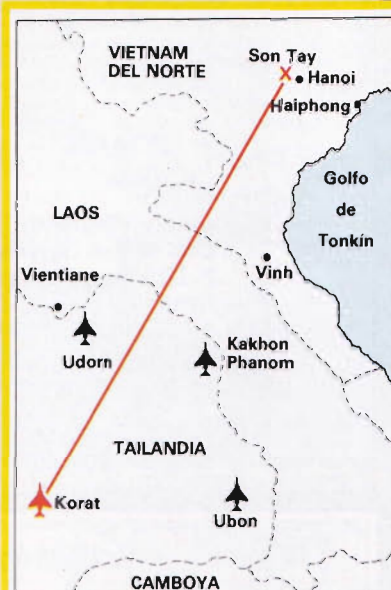 VIETNAM
DEL NORTE
Son Tay
Hanoi
Haiphong
Golfo
de
Tonkín
LAOS
Vientiane
Vinh
Udorn
Kakhon
Phanom
TAILANDIA
Korat
Ubon
CAMBOYA